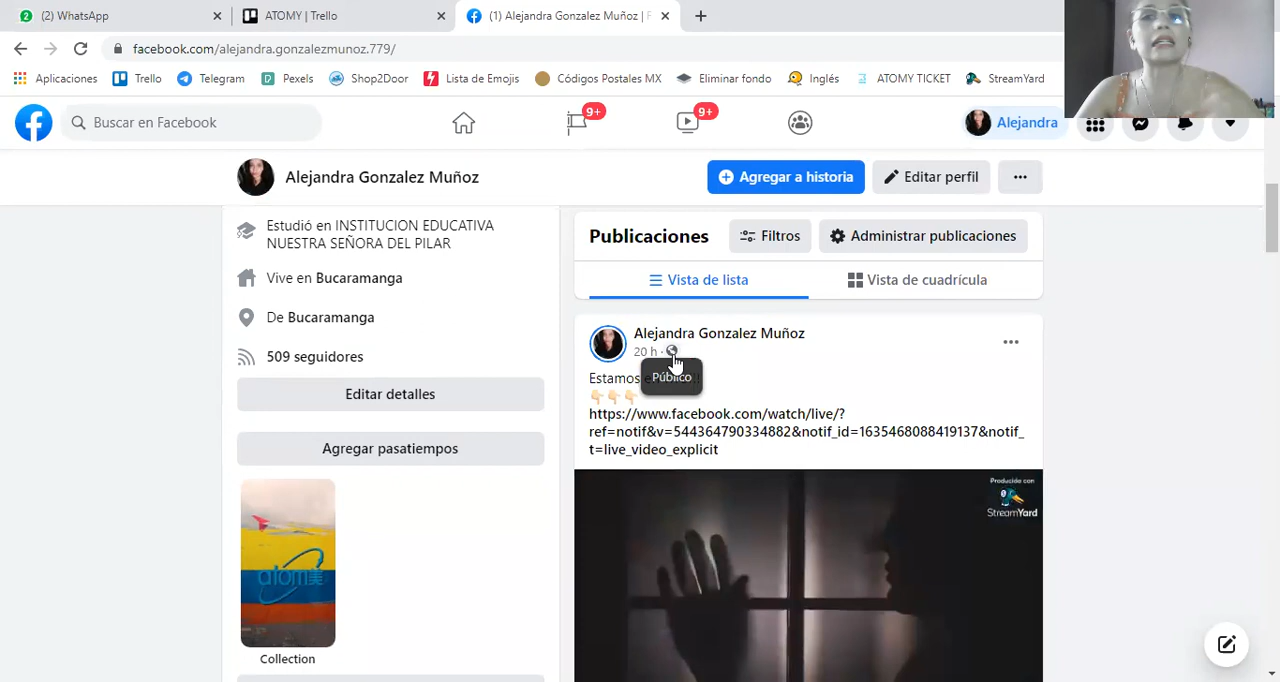 (2) WhatsApp
ATOMY | Trello
(1) Alejandra Gonzalez Muñoz | F
facebook.com/alejandra.gonzalezmunoz.779/
Aplicaciones
Trello
Telegram
Pexels
Shop2Door
Lista de Emojis
Códigos Postales MX
Eliminar fondo
Inglés
ATOMY TICKET
StreamYard
Buscar en Facebook
9+
9+
Alejandra
Alejandra Gonzalez Muñoz
Agregar a historia
Editar perfil
Estudió en INSTITUCION EDUCATIVA
NUESTRA SEÑORA DEL PILAR
Vive en Bucaramanga
De Bucaramanga
509 seguidores
Editar detalles
Agregar pasatiempos
atom美
Collection
Publicaciones
Filtros
Administrar publicaciones
Vista de lista
Vista de cuadrícula
Alejandra Gonzalez Muñoz
20 h ·
Público
Estamos
https://www.facebook.com/watch/live/?
ref=notif&v=544364790334882&notif_id=1635468088419137&notif_
t=live_video_explicit
Producido con
StreamYard